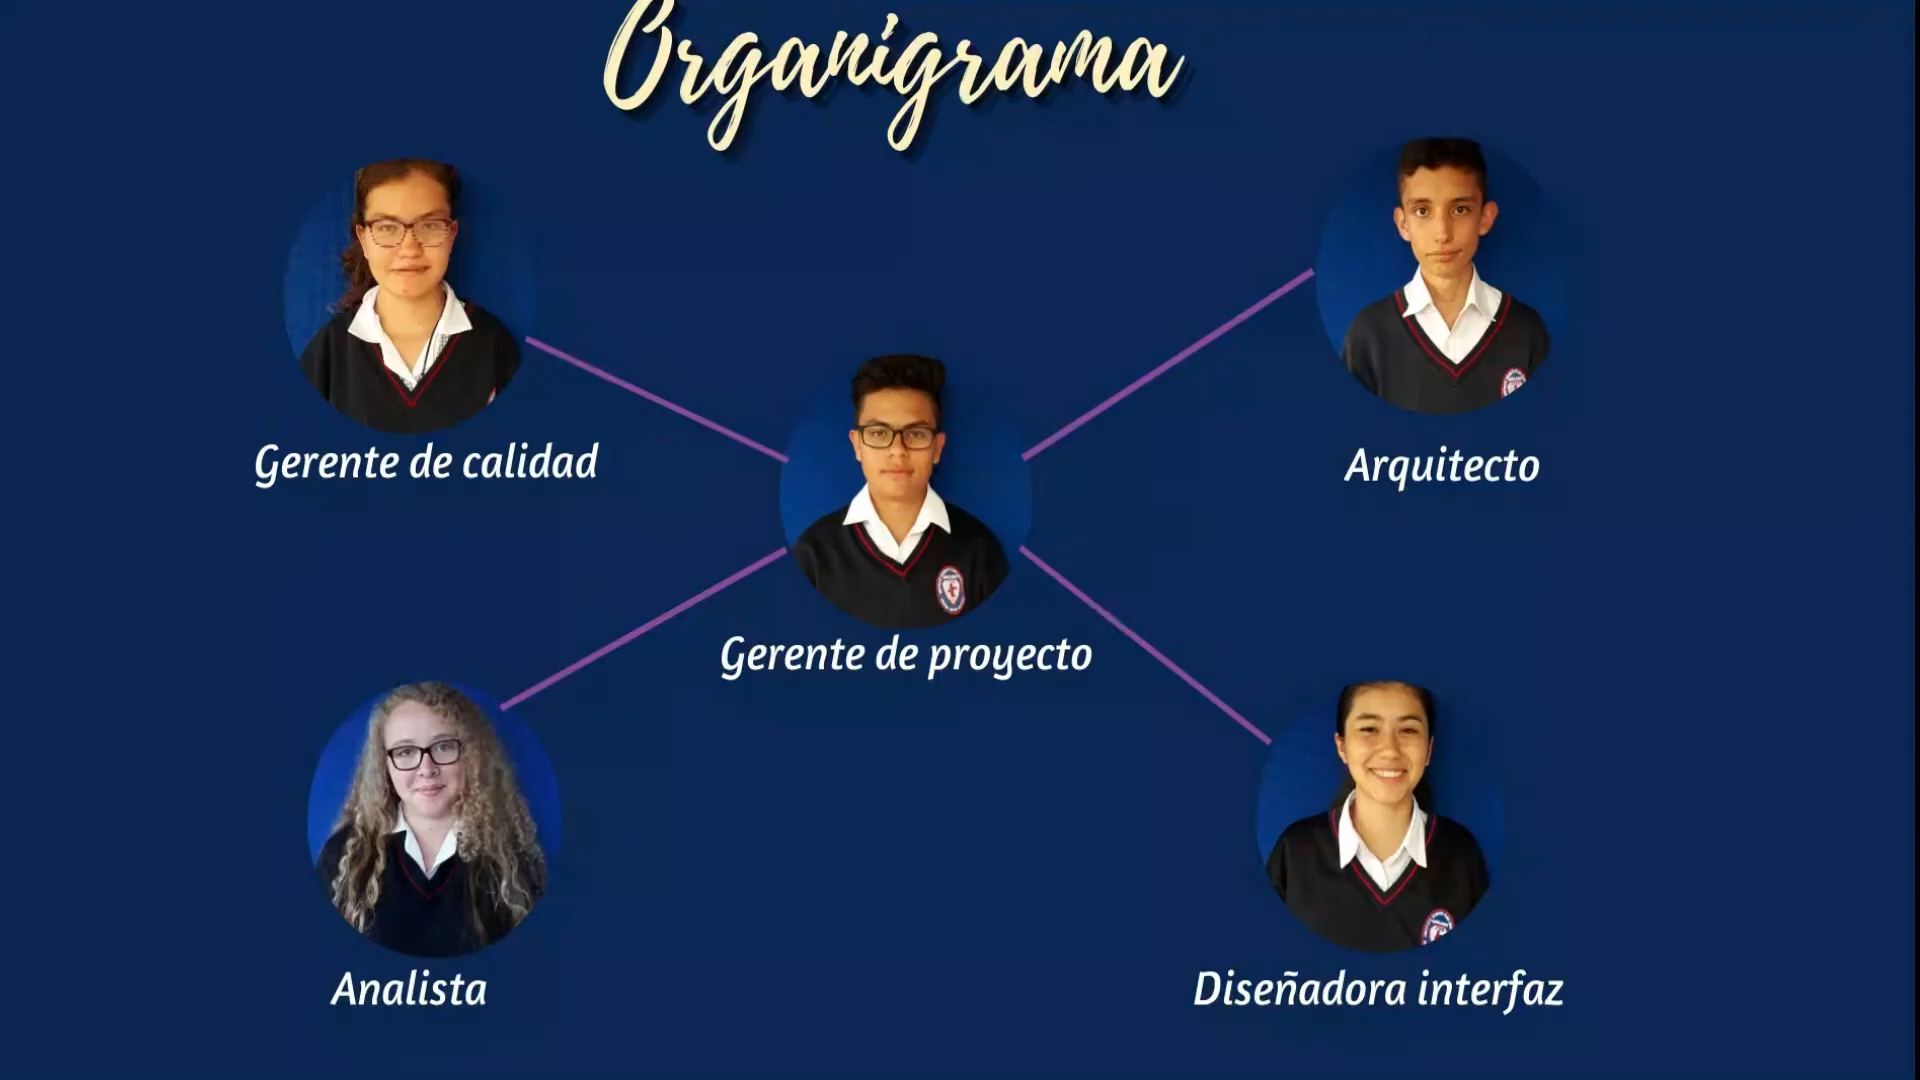 Organigrama
Gerente de calidad
Arquitecto
Gerente de proyecto
Analista
Diseñadora interfaz